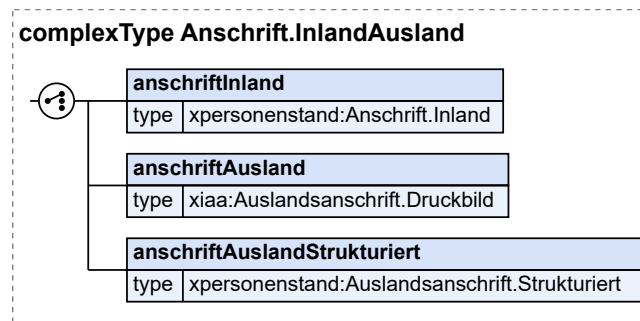 complexType Anschrift.InlandAusland
anschriftInland
type xpersonenstand:Anschrift.Inland
anschriftAusland
type xiaa:Auslandsanschrift.Druckbild
anschriftAuslandStrukturiert
type xpersonenstand:Auslandsanschrift.Strukturiert